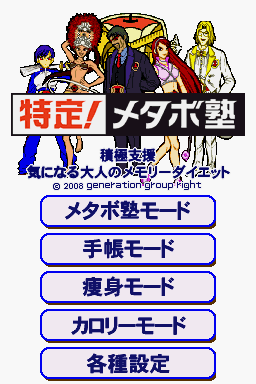 特定!メタボ塾
積極支援
気になる大人のメモリーダイエット
© 2008 generation group right
メタボ塾モード
手帳モード
痩身モード
カロリーモード
各種設定